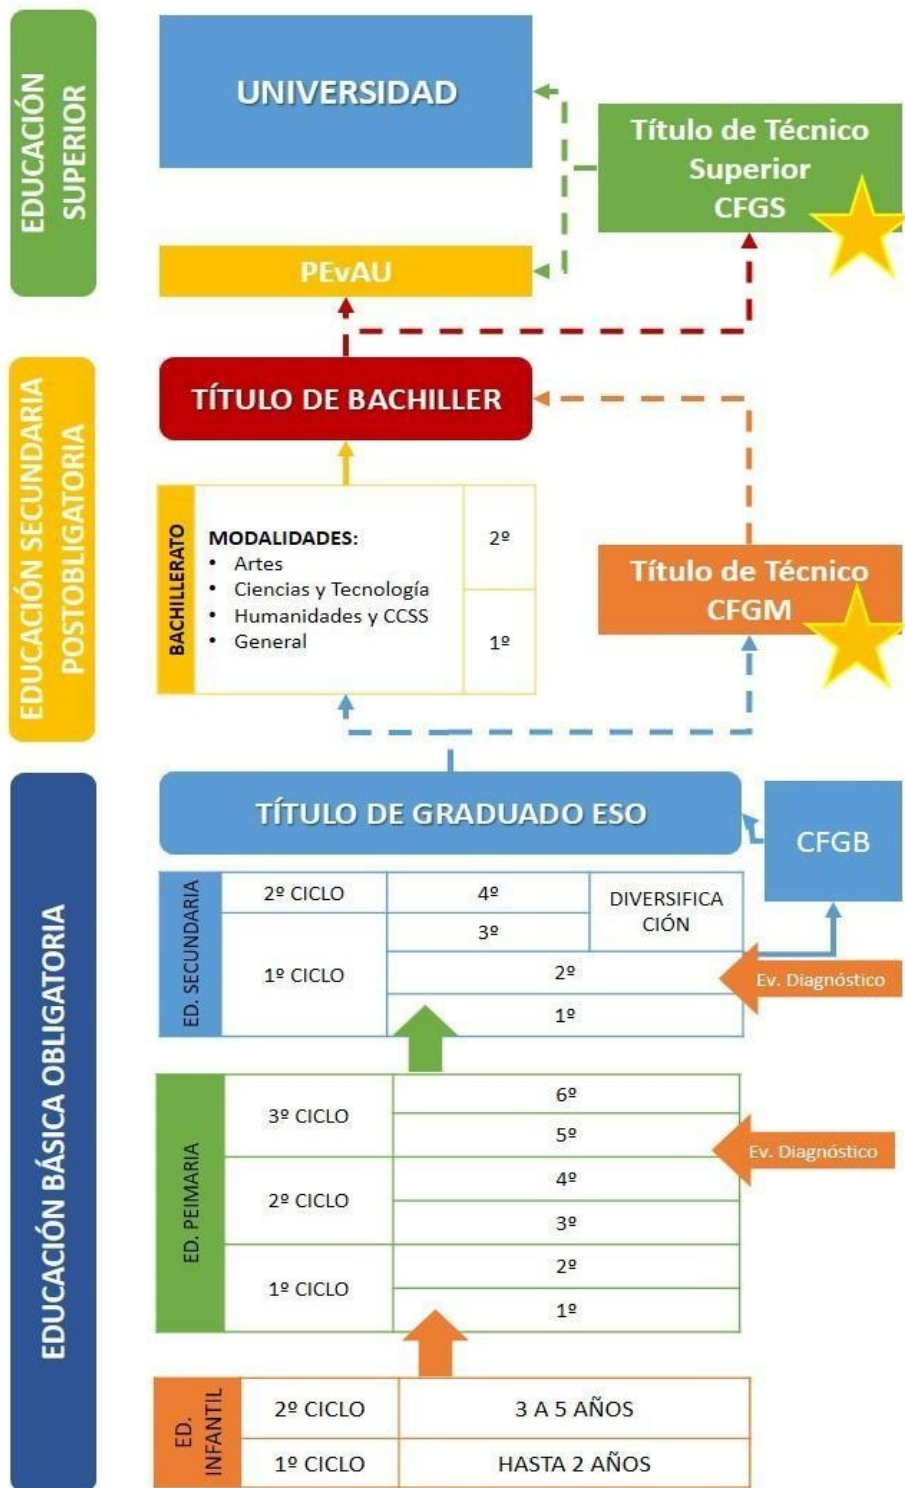 EDUCACIÓN
SUPERIOR
UNIVERSIDAD
Título de Técnico
Superior
CFGS
PEvAU
EDUCACIÓN SECUNDARIA
POSTOBLIGATORIA
TÍTULO DE BACHILLER
BACHILLERATO
MODALIDADES:
• Artes
• Ciencias y Tecnología
• Humanidades y CCSS
• General
2º
1º
Título de Técnico
CFGM
EDUCACIÓN BÁSICA OBLIGATORIA
TÍTULO DE GRADUADO ESO
CFGB
ED. SECUNDARIA
2º CICLO
4º
DIVERSIFICA
CIÓN
3º
1º CICLO
2º
Ev. Diagnóstico
1º
ED. PEIMARIA
3º CICLO
6º
5º
Ev. Diagnóstico
2º CICLO
4º
3º
1º CICLO
2º
1º
ED.
INFANTIL
2º CICLO
3 A 5 AÑOS
1º CICLO
HASTA 2 AÑOS